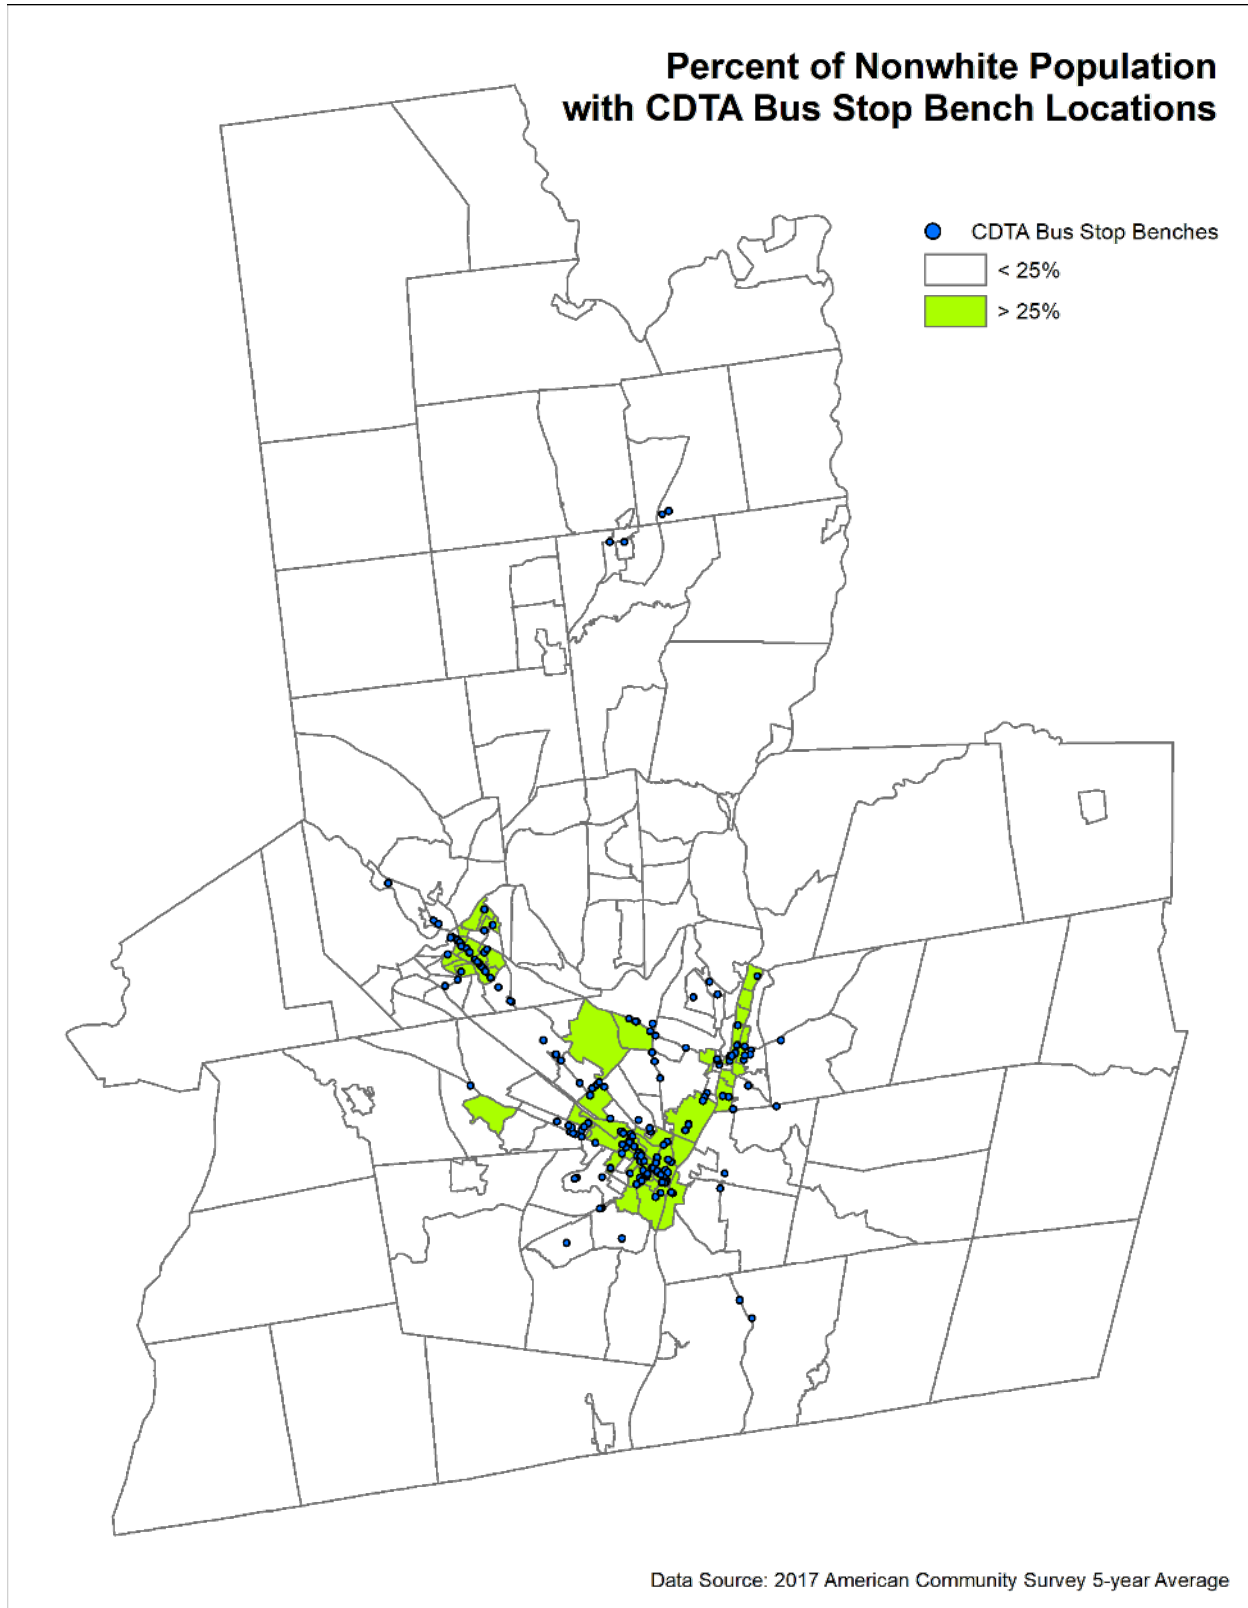 Percent of Nonwhite Population
with CDTA Bus Stop Bench Locations
CDTA Bus Stop Benches
< 25%
> 25%
Data Source: 2017 American Community Survey 5-year Average